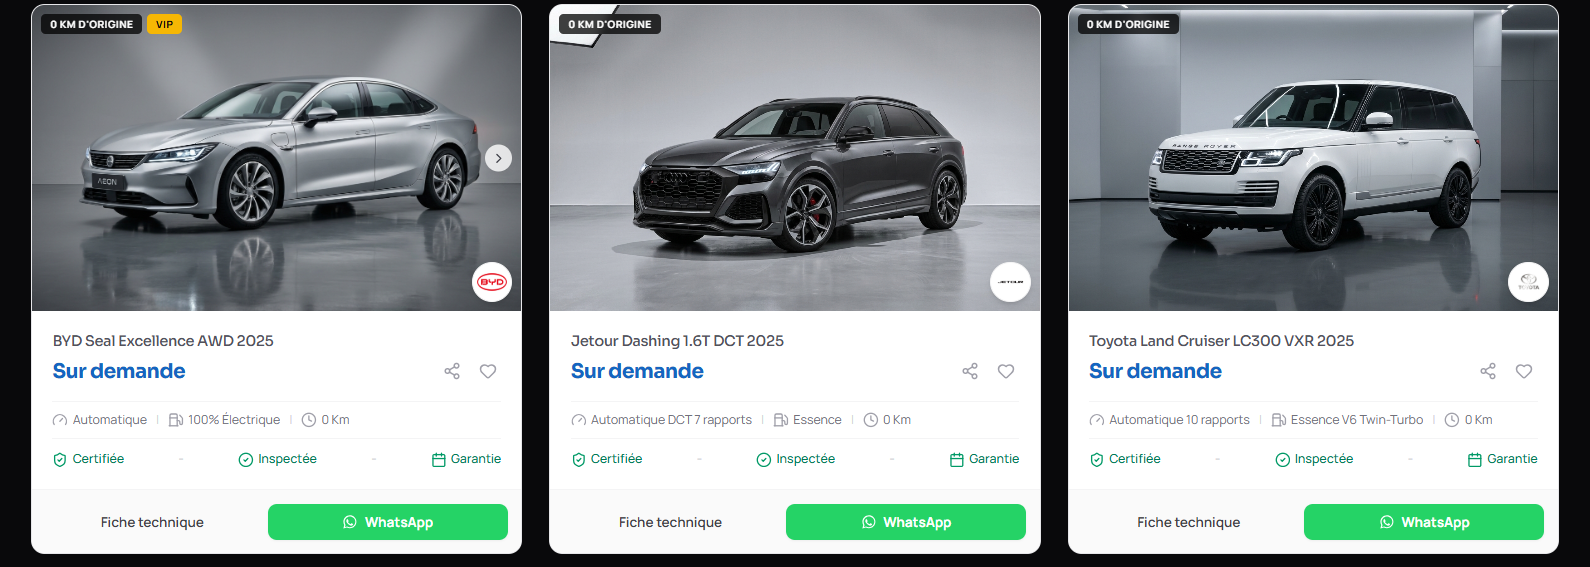 0 KM D'ORIGINE VIP
AEON
BYD
BYD Seal Excellence AWD 2025
Sur demande
Automatique | 100% Électrique | 0 Km
Certifiée - Inspectée - Garantie
Fiche technique WhatsApp
0 KM D'ORIGINE
JETOUR
Jetour Dashing 1.6T DCT 2025
Sur demande
Automatique DCT 7 rapports | Essence | 0 Km
Certifiée - Inspectée - Garantie
Fiche technique WhatsApp
0 KM D'ORIGINE
RANGE ROVER
TOYOTA
Toyota Land Cruiser LC300 VXR 2025
Sur demande
Automatique 10 rapports | Essence V6 Twin-Turbo | 0 Km
Certifiée - Inspectée - Garantie
Fiche technique WhatsApp